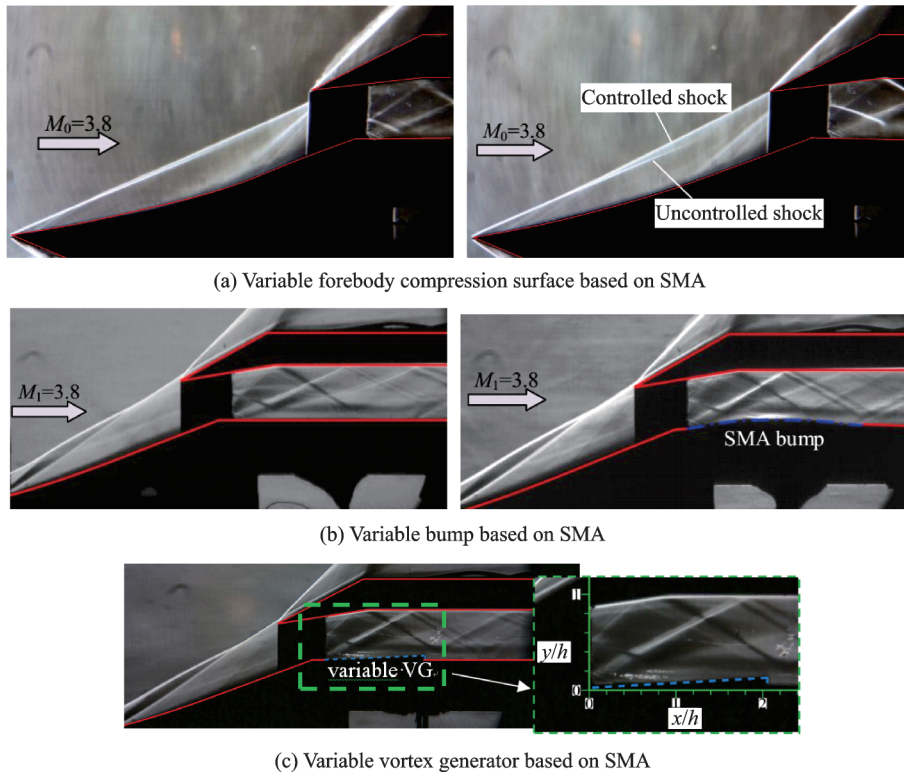 M₀=3.8
M₀=3.8
Controlled shock
Uncontrolled shock
(a) Variable forebody compression surface based on SMA
M₁=3.8
M₁=3.8
SMA bump
(b) Variable bump based on SMA
variable VG
1
y/h
0
0 1 2
x/h
(c) Variable vortex generator based on SMA